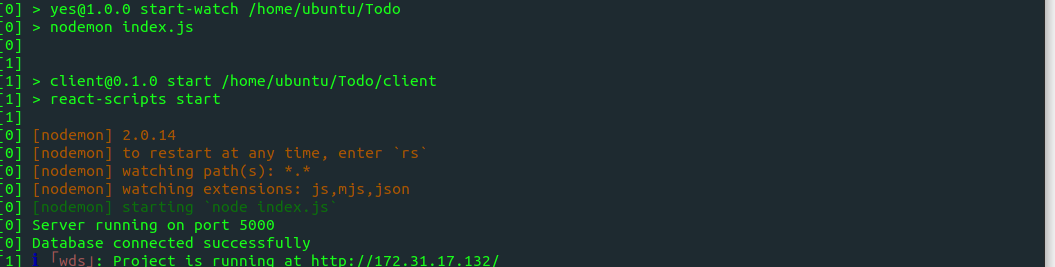 [0] > yes@1.0.0 start-watch /home/ubuntu/Todo
[0] > nodemon index.js
[0]
[1]
[1] > client@0.1.0 start /home/ubuntu/Todo/client
[1] > react-scripts start
[1]
[0] [nodemon] 2.0.14
[0] [nodemon] to restart at any time, enter `rs`
[0] [nodemon] watching path(s): *.*
[0] [nodemon] watching extensions: js,mjs,json
[0] [nodemon] starting `node index.js`
[0] Server running on port 5000
[0] Database connected successfully
[1] ℹ ｢wds｣: Project is running at http://172.31.17.132/